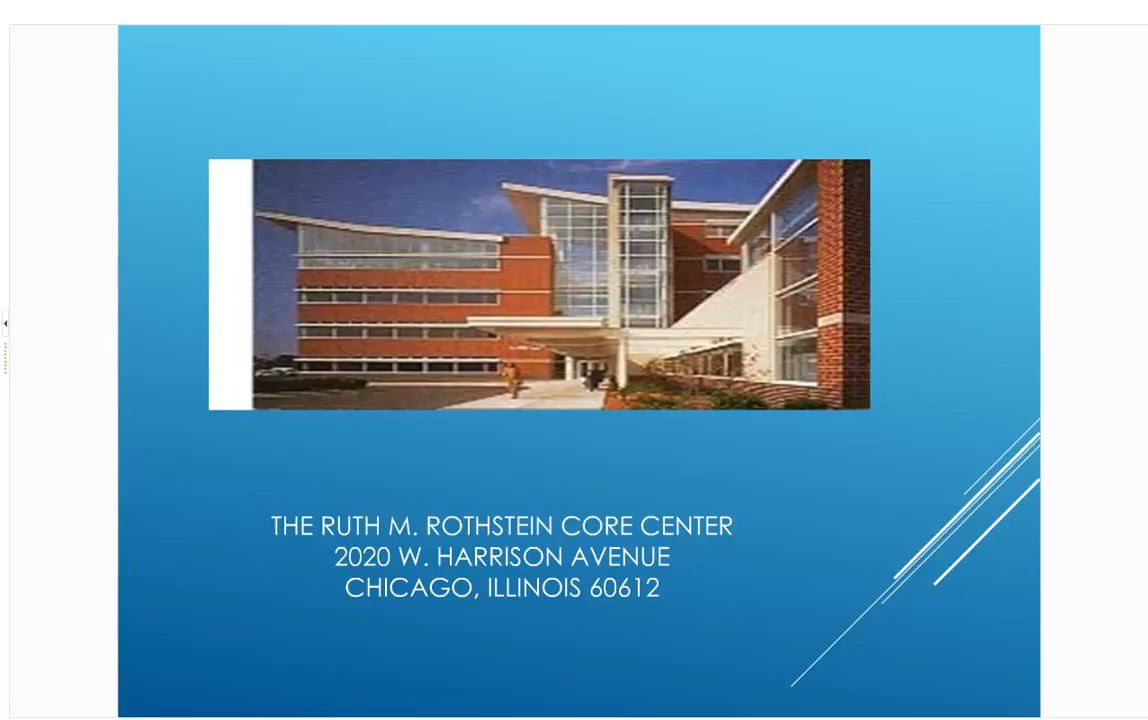 THE RUTH M. ROTHSTEIN CORE CENTER
2020 W. HARRISON AVENUE
CHICAGO, ILLINOIS 60612